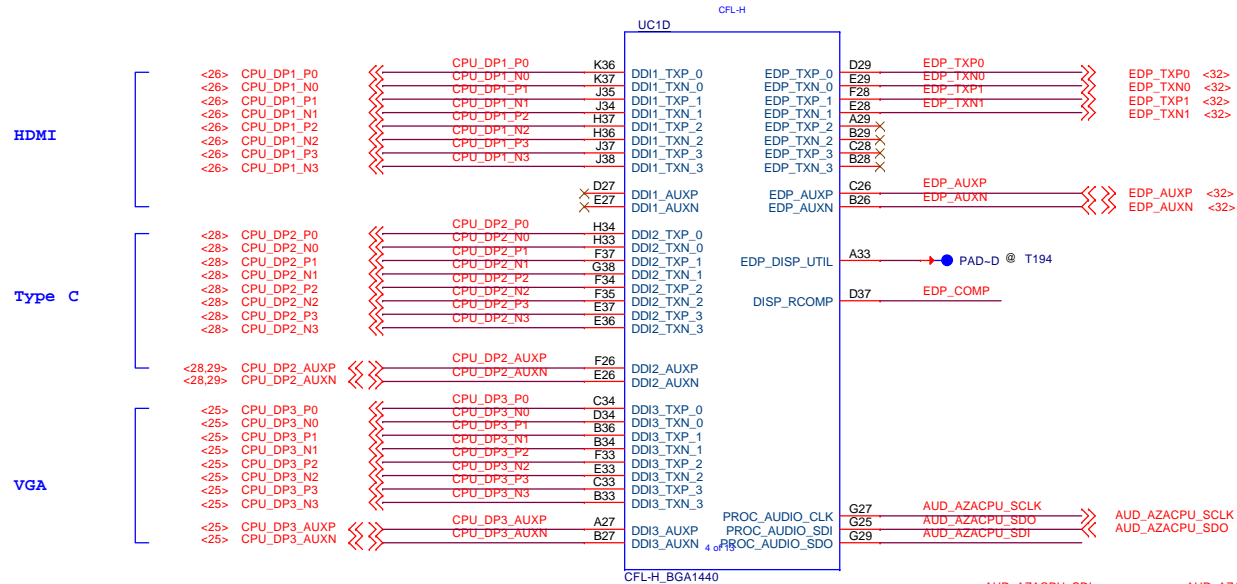 CFL-H
UC1D
HDMI
<26> CPU_DP1_P0 CPU_DP1_P0 K36 DDI1_TXP_0
<26> CPU_DP1_N0 CPU_DP1_N0 K37 DDI1_TXN_0
<26> CPU_DP1_P1 CPU_DP1_P1 J35 DDI1_TXP_1
<26> CPU_DP1_N1 CPU_DP1_N1 J34 DDI1_TXN_1
<26> CPU_DP1_P2 CPU_DP1_P2 H37 DDI1_TXP_2
<26> CPU_DP1_N2 CPU_DP1_N2 H36 DDI1_TXN_2
<26> CPU_DP1_P3 CPU_DP1_P3 J37 DDI1_TXP_3
<26> CPU_DP1_N3 CPU_DP1_N3 J38 DDI1_TXN_3
D27 DDI1_AUXP
E27 DDI1_AUXN
Type C
<28> CPU_DP2_P0 CPU_DP2_P0 H34 DDI2_TXP_0
<28> CPU_DP2_N0 CPU_DP2_N0 H33 DDI2_TXN_0
<28> CPU_DP2_P1 CPU_DP2_P1 F37 DDI2_TXP_1
<28> CPU_DP2_N1 CPU_DP2_N1 G38 DDI2_TXN_1
<28> CPU_DP2_P2 CPU_DP2_P2 F34 DDI2_TXP_2
<28> CPU_DP2_N2 CPU_DP2_N2 F35 DDI2_TXN_2
<28> CPU_DP2_P3 CPU_DP2_P3 E37 DDI2_TXP_3
<28> CPU_DP2_N3 CPU_DP2_N3 E36 DDI2_TXN_3
<28,29> CPU_DP2_AUXP CPU_DP2_AUXP F26 DDI2_AUXP
<28,29> CPU_DP2_AUXN CPU_DP2_AUXN E26 DDI2_AUXN
VGA
<25> CPU_DP3_P0 CPU_DP3_P0 C34 DDI3_TXP_0
<25> CPU_DP3_N0 CPU_DP3_N0 D34 DDI3_TXN_0
<25> CPU_DP3_P1 CPU_DP3_P1 B36 DDI3_TXP_1
<25> CPU_DP3_N1 CPU_DP3_N1 B34 DDI3_TXN_1
<25> CPU_DP3_P2 CPU_DP3_P2 F33 DDI3_TXP_2
<25> CPU_DP3_N2 CPU_DP3_N2 E33 DDI3_TXN_2
<25> CPU_DP3_P3 CPU_DP3_P3 C33 DDI3_TXP_3
<25> CPU_DP3_N3 CPU_DP3_N3 B33 DDI3_TXN_3
<25> CPU_DP3_AUXP CPU_DP3_AUXP A27 DDI3_AUXP
<25> CPU_DP3_AUXN CPU_DP3_AUXN B27 DDI3_AUXN
EDP_TXP_0 D29 EDP_TXP0 EDP_TXP0 <32>
EDP_TXN_0 E29 EDP_TXN0 EDP_TXN0 <32>
EDP_TXP_1 F28 EDP_TXP1 EDP_TXP1 <32>
EDP_TXN_1 E28 EDP_TXN1 EDP_TXN1 <32>
EDP_TXP_2 A29
EDP_TXN_2 B29
EDP_TXP_3 C28
EDP_TXN_3 B28
EDP_AUXP C26 EDP_AUXP EDP_AUXP <32>
EDP_AUXN B26 EDP_AUXN EDP_AUXN <32>
EDP_DISP_UTIL A33 PAD~D @ T194
DISP_RCOMP D37 EDP_COMP
PROC_AUDIO_CLK G27 AUD_AZACPU_SCLK AUD_AZACPU_SCLK
PROC_AUDIO_SDI G25 AUD_AZACPU_SDO AUD_AZACPU_SDO
PROC_AUDIO_SDO G29 AUD_AZACPU_SDI
4 of 13
CFL-H_BGA1440